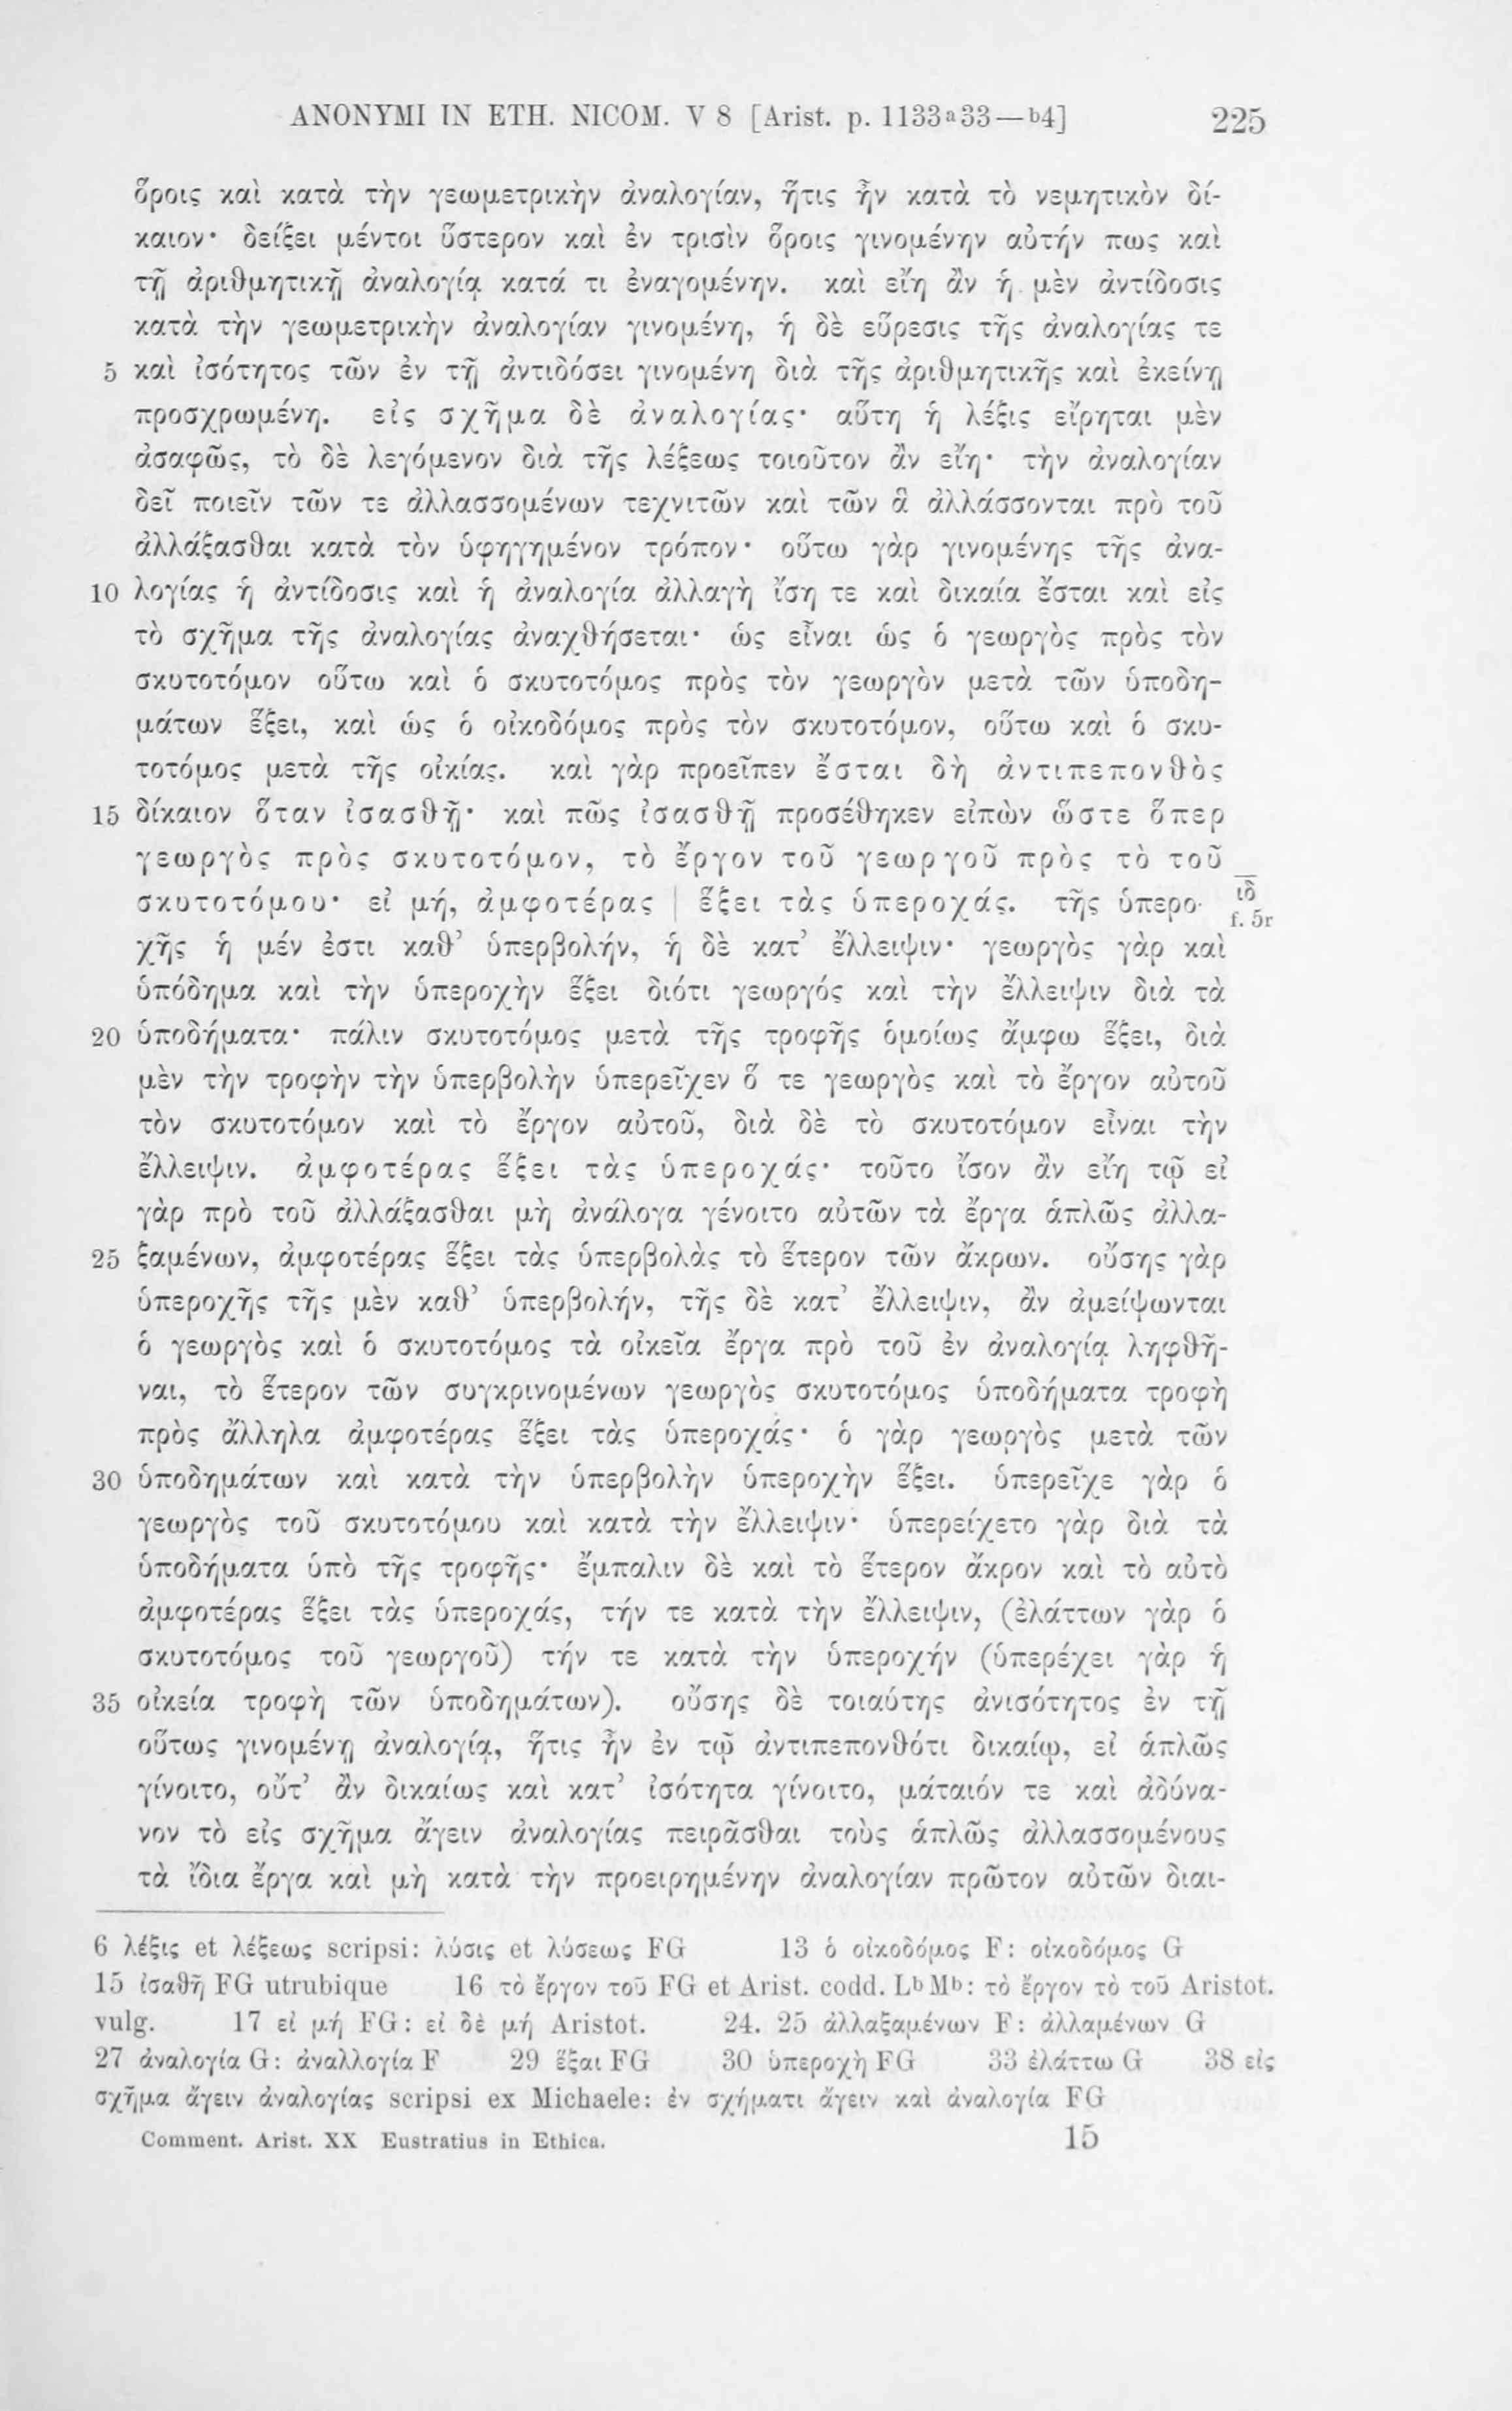 ANONYMI IN ETH. NICOM. V 8 [Arist. p. 1133a33—b4] 225
ὅροις καὶ κατὰ τὴν γεωμετρικὴν ἀναλογίαν, ἥτις ἦν κατὰ τὸ νεμητικὸν δί-
καιον· δείξει μέντοι ὕστερον καὶ ἐν τρισὶν ὅροις γινομένην αὐτήν πως καὶ
τῇ ἀριθμητικῇ ἀναλογίᾳ κατά τι ἐναγομένην. καὶ εἴη ἂν ἡ μὲν ἀντίδοσις
κατὰ τὴν γεωμετρικὴν ἀναλογίαν γινομένη, ἡ δὲ εὕρεσις τῆς ἀναλογίας τε
5 καὶ ἰσότητος τῶν ἐν τῇ ἀντιδόσει γινομένη διὰ τῆς ἀριθμητικῆς καὶ ἐκείνῃ
προσχρωμένη. εἰς σχῆμα δὲ ἀναλογίας· αὕτη ἡ λέξις εἴρηται μὲν
ἀσαφῶς, τὸ δὲ λεγόμενον διὰ τῆς λέξεως τοιοῦτον ἂν εἴη· τὴν ἀναλογίαν
δεῖ ποιεῖν τῶν τε ἀλλασσομένων τεχνιτῶν καὶ τῶν ἃ ἀλλάσσονται πρὸ τοῦ
ἀλλάξασθαι κατὰ τὸν ὑφηγημένον τρόπον· οὕτω γὰρ γινομένης τῆς ἀνα-
10 λογίας ἡ ἀντίδοσις καὶ ἡ ἀναλογία ἀλλαγὴ ἴση τε καὶ δικαία ἔσται καὶ εἰς
τὸ σχῆμα τῆς ἀναλογίας ἀναχθήσεται· ὡς εἶναι ὡς ὁ γεωργὸς πρὸς τὸν
σκυτοτόμον οὕτω καὶ ὁ σκυτοτόμος πρὸς τὸν γεωργὸν μετὰ τῶν ὑποδη-
μάτων ἕξει, καὶ ὡς ὁ οἰκοδόμος πρὸς τὸν σκυτοτόμον, οὕτω καὶ ὁ σκυ-
τοτόμος μετὰ τῆς οἰκίας. καὶ γὰρ προεῖπεν ἔσται δὴ ἀντιπεπονθὸς
15 δίκαιον ὅταν ἰσασθῇ· καὶ πῶς ἰσασθῇ προσέθηκεν εἰπὼν ὥστε ὅπερ
γεωργὸς πρὸς σκυτοτόμον, τὸ ἔργον τοῦ γεωργοῦ πρὸς τὸ τοῦ
σκυτοτόμου· εἰ μή, ἀμφοτέρας | ἕξει τὰς ὑπεροχάς. τῆς ὑπερο- ιδ
f. 5r
χῆς ἡ μέν ἐστι καθ’ ὑπερβολήν, ἡ δὲ κατ’ ἔλλειψιν· γεωργὸς γὰρ καὶ
ὑπόδημα καὶ τὴν ὑπεροχὴν ἕξει διότι γεωργός καὶ τὴν ἔλλειψιν διὰ τὰ
20 ὑποδήματα· πάλιν σκυτοτόμος μετὰ τῆς τροφῆς ὁμοίως ἄμφω ἕξει, διὰ
μὲν τὴν τροφὴν τὴν ὑπερβολὴν ὑπερεῖχεν ὅ τε γεωργὸς καὶ τὸ ἔργον αὐτοῦ
τὸν σκυτοτόμον καὶ τὸ ἔργον αὐτοῦ, διὰ δὲ τὸ σκυτοτόμον εἶναι τὴν
ἔλλειψιν. ἀμφοτέρας ἕξει τὰς ὑπεροχάς· τοῦτο ἴσον ἂν εἴη τῷ εἰ
γὰρ πρὸ τοῦ ἀλλάξασθαι μὴ ἀνάλογα γένοιτο αὐτῶν τὰ ἔργα ἁπλῶς ἀλλα-
25 ξαμένων, ἀμφοτέρας ἕξει τὰς ὑπερβολὰς τὸ ἕτερον τῶν ἄκρων. οὔσης γὰρ
ὑπεροχῆς τῆς μὲν καθ’ ὑπερβολήν, τῆς δὲ κατ’ ἔλλειψιν, ἂν ἀμείψωνται
ὁ γεωργὸς καὶ ὁ σκυτοτόμος τὰ οἰκεῖα ἔργα πρὸ τοῦ ἐν ἀναλογίᾳ ληφθῆ-
ναι, τὸ ἕτερον τῶν συγκρινομένων γεωργὸς σκυτοτόμος ὑποδήματα τροφὴ
πρὸς ἄλληλα ἀμφοτέρας ἕξει τὰς ὑπεροχάς· ὁ γὰρ γεωργὸς μετὰ τῶν
30 ὑποδημάτων καὶ κατὰ τὴν ὑπερβολὴν ὑπεροχὴν ἕξει. ὑπερεῖχε γὰρ ὁ
γεωργὸς τοῦ σκυτοτόμου καὶ κατὰ τὴν ἔλλειψιν· ὑπερείχετο γὰρ διὰ τὰ
ὑποδήματα ὑπὸ τῆς τροφῆς· ἔμπαλιν δὲ καὶ τὸ ἕτερον ἄκρον καὶ τὸ αὐτὸ
ἀμφοτέρας ἕξει τὰς ὑπεροχάς, τήν τε κατὰ τὴν ἔλλειψιν, (ἐλάττων γὰρ ὁ
σκυτοτόμος τοῦ γεωργοῦ) τήν τε κατὰ τὴν ὑπεροχήν (ὑπερέχει γὰρ ἡ
35 οἰκεία τροφὴ τῶν ὑποδημάτων). οὔσης δὲ τοιαύτης ἀνισότητος ἐν τῇ
οὕτως γινομένῃ ἀναλογίᾳ, ἥτις ἦν ἐν τῷ ἀντιπεπονθότι δικαίῳ, εἰ ἁπλῶς
γίνοιτο, οὔτ’ ἂν δικαίως καὶ κατ’ ἰσότητα γίνοιτο, μάταιόν τε καὶ ἀδύνα-
νον τὸ εἰς σχῆμα ἄγειν ἀναλογίας πειρᾶσθαι τοὺς ἁπλῶς ἀλλασσομένους
τὰ ἴδια ἔργα καὶ μὴ κατὰ τὴν προειρημένην ἀναλογίαν πρῶτον αὐτῶν διαι-
6 λέξις et λέξεως scripsi: λύσις et λύσεως FG 13 ὁ οἰκοδόμος F: οἰκοδόμος G
15 ἰσαθῇ FG utrubique 16 τὸ ἔργον τοῦ FG et Arist. codd. Lb Mb: τὸ ἔργον τὸ τοῦ Aristot.
vulg. 17 εἰ μή FG: εἰ δὲ μή Aristot. 24. 25 ἀλλαξαμένων F: ἀλλαμένων G
27 ἀναλογία G: ἀναλλογία F 29 ἕξαι FG 30 ὑπεροχὴ FG 33 ἐλάττω G 38 εἰς
σχῆμα ἄγειν ἀναλογίας scripsi ex Michaele: ἐν σχήματι ἄγειν καὶ ἀναλογία FG
Comment. Arist. XX Eustratius in Ethica. 15